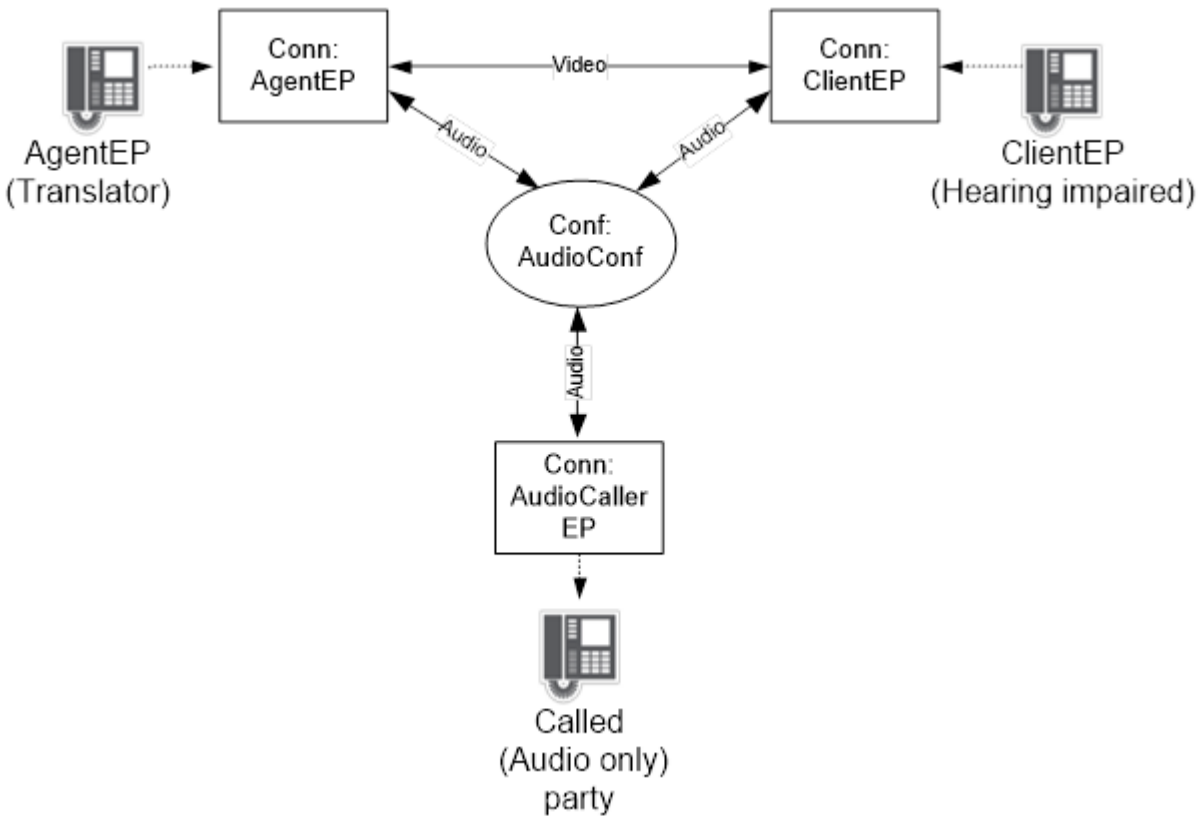 Conn:
AgentEP
Video
Conn:
ClientEP
AgentEP
(Translator)
Audio
Audio
ClientEP
(Hearing impaired)
Conf:
AudioConf
Audio
Conn:
AudioCaller
EP
Called
(Audio only)
party